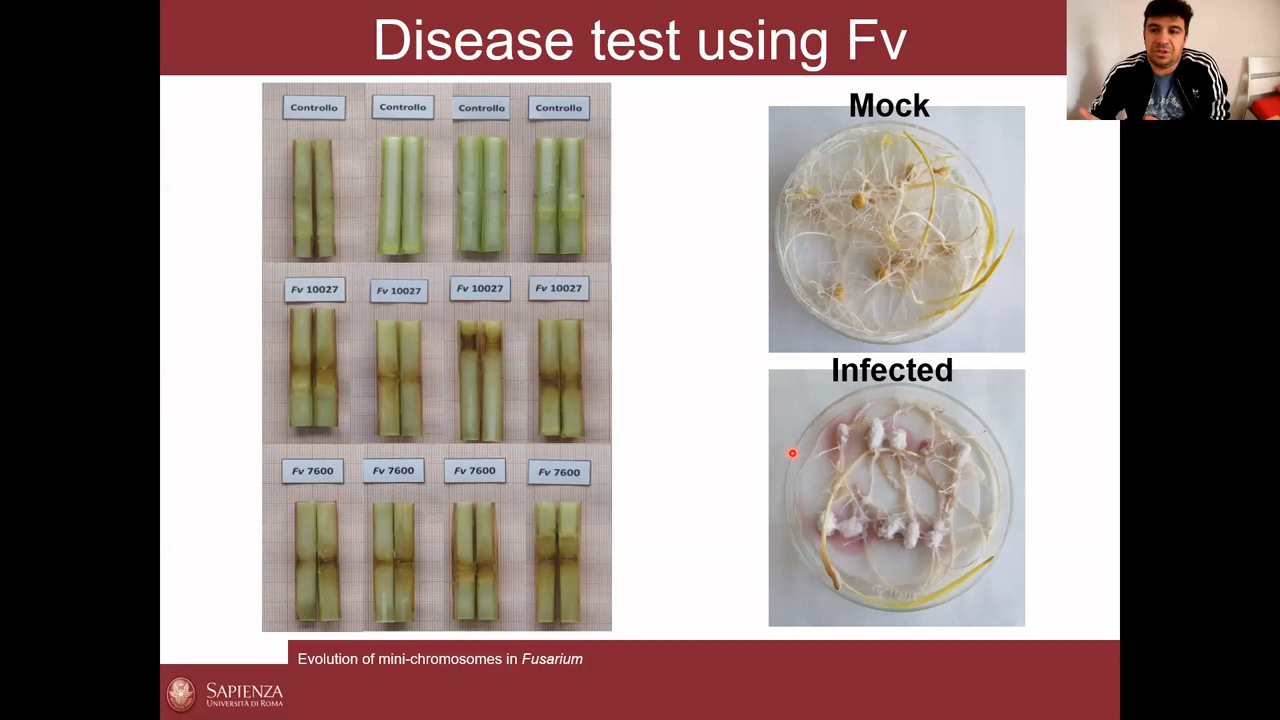 Disease test using Fv
Controllo
Controllo
Controllo
Controllo
Fv 10027
Fv 10027
Fv 10027
Fv 10027
Fv 7600
Fv 7600
Fv 7600
Fv 7600
Mock
Infected
Evolution of mini-chromosomes in Fusarium
SAPIENZA
UNIVERSITÀ DI ROMA